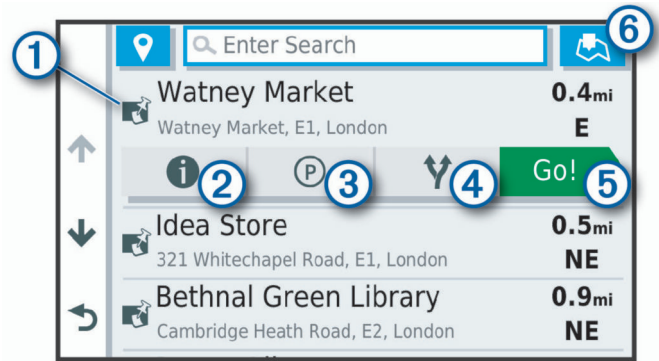 6
1
Enter Search
Watney Market
0.4mi
Watney Market, E1, London
E
i
2
P
3
4
Go!
5
Idea Store
0.5mi
321 Whitechapel Road, E1, London
NE
Bethnal Green Library
0.9mi
Cambridge Heath Road, E2, London
NE